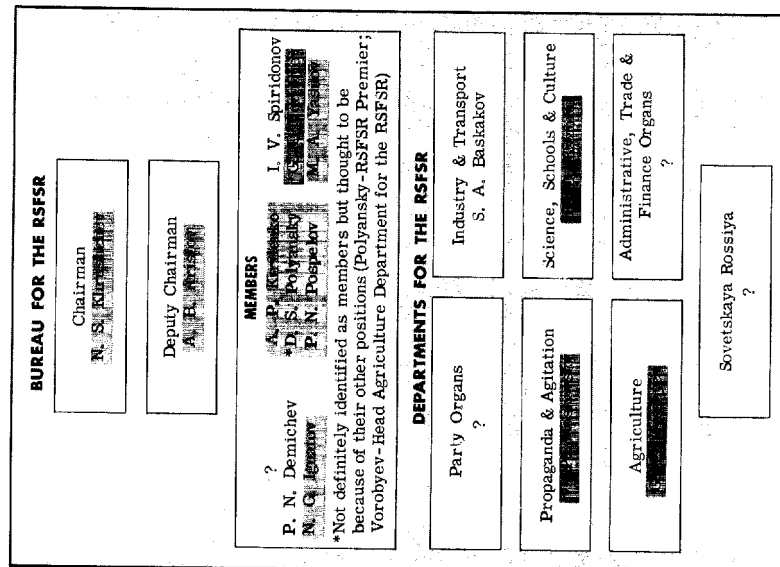 BUREAU FOR THE RSFSR
Chairman
N. S. Khrushchev
Deputy Chairman
A. B. Aristov
MEMBERS
?
P. N. Demichev
N. G. Ignatov
A. P. Kirilenko
*D. S. Polyansky
P. N. Pospelov
I. V. Spiridonov
M. A. Yasnov
*Not definitely identified as members but thought to be
because of their other positions (Polyansky-RSFSR Premier;
Vorobyev-Head Agriculture Department for the RSFSR)
DEPARTMENTS FOR THE RSFSR
Party Organs
?
Industry & Transport
S. A. Baskakov
Propaganda & Agitation
Science, Schools & Culture
Agriculture
Administrative, Trade &
Finance Organs
?
Sovetskaya Rossiya
?